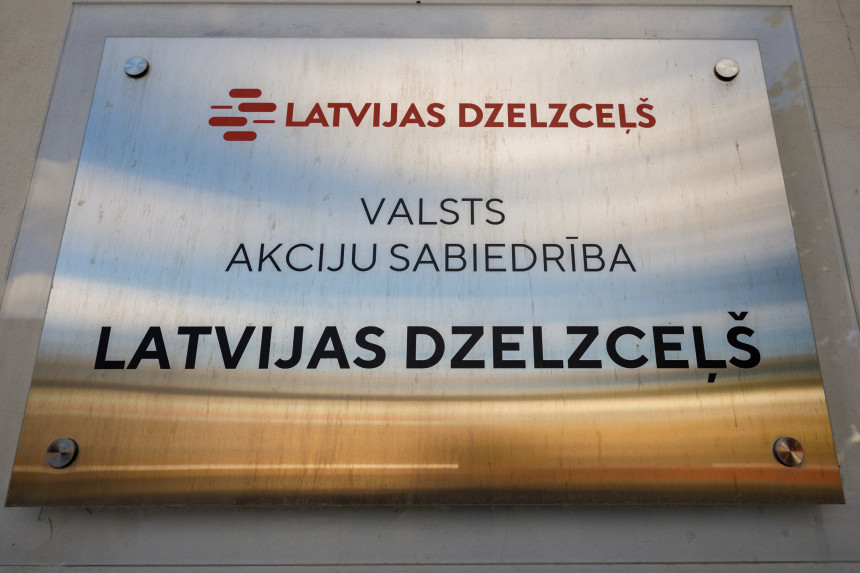 LATVIJAS DZELZCEĻŠ
VALSTS
AKCIJU SABIEDRĪBA
LATVIJAS DZELZCEĻŠ